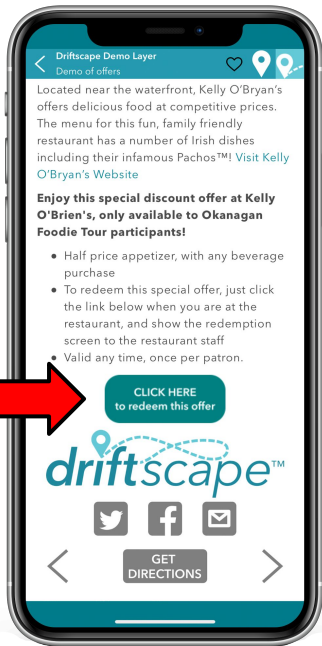 Driftscape Demo Layer
Demo of offers
Located near the waterfront, Kelly O'Bryan's
offers delicious food at competitive prices.
The menu for this fun, family friendly
restaurant has a number of Irish dishes
including their infamous Pachos™! Visit Kelly
O'Bryan's Website
Enjoy this special discount offer at Kelly
O'Brien's, only available to Okanagan
Foodie Tour participants!
• Half price appetizer, with any beverage
purchase
• To redeem this special offer, just click
the link below when you are at the
restaurant, and show the redemption
screen to the restaurant staff
• Valid any time, once per patron.
CLICK HERE
to redeem this offer
driftscape™
GET
DIRECTIONS